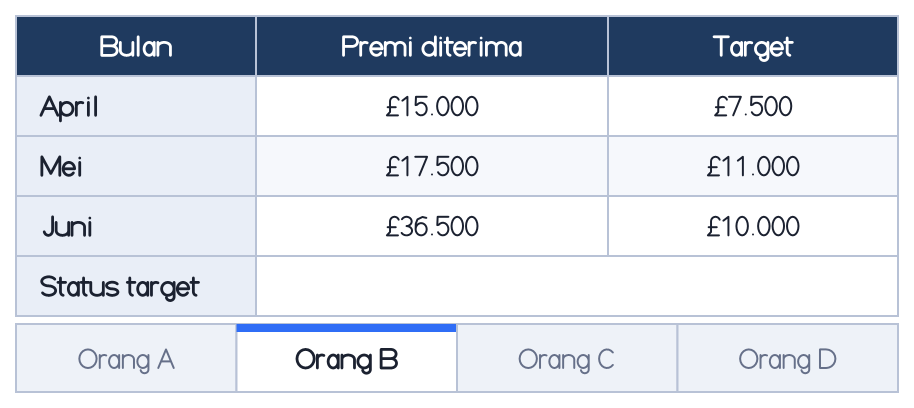 Bulan Premi diterima Target
April £15.000 £7.500
Mei £17.500 £11.000
Juni £36.500 £10.000
Status target
Orang A Orang B Orang C Orang D